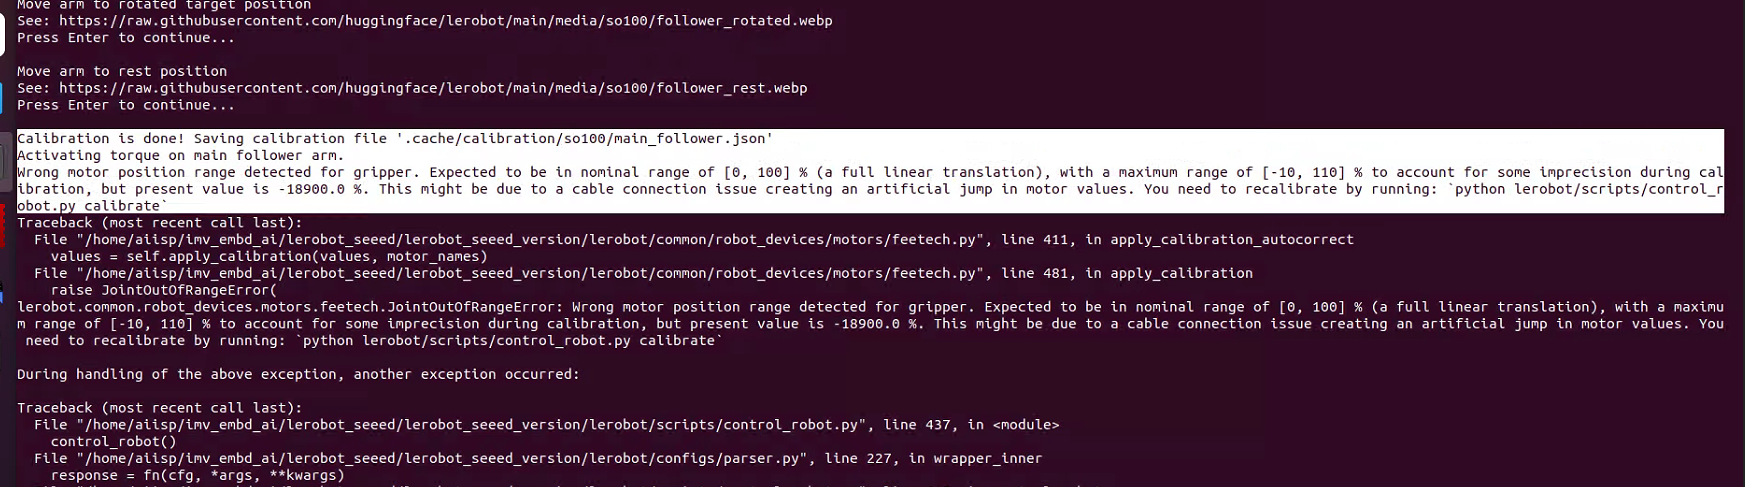 Move arm to rotated target position
See: https://raw.githubusercontent.com/huggingface/lerobot/main/media/so100/follower_rotated.webp
Press Enter to continue...
Move arm to rest position
See: https://raw.githubusercontent.com/huggingface/lerobot/main/media/so100/follower_rest.webp
Press Enter to continue...
Calibration is done! Saving calibration file '.cache/calibration/so100/main_follower.json'
Activating torque on main follower arm.
Wrong motor position range detected for gripper. Expected to be in nominal range of [0, 100] % (a full linear translation), with a maximum range of [-10, 110] % to account for some imprecision during cal
ibration, but present value is -18900.0 %. This might be due to a cable connection issue creating an artificial jump in motor values. You need to recalibrate by running: `python lerobot/scripts/control_r
obot.py calibrate`
Traceback (most recent call last):
  File "/home/aiisp/imv_embd_ai/lerobot_seeed/lerobot_seeed_version/lerobot/common/robot_devices/motors/feetech.py", line 411, in apply_calibration_autocorrect
    values = self.apply_calibration(values, motor_names)
  File "/home/aiisp/imv_embd_ai/lerobot_seeed/lerobot_seeed_version/lerobot/common/robot_devices/motors/feetech.py", line 481, in apply_calibration
    raise JointOutOfRangeError(
lerobot.common.robot_devices.motors.feetech.JointOutOfRangeError: Wrong motor position range detected for gripper. Expected to be in nominal range of [0, 100] % (a full linear translation), with a maximu
m range of [-10, 110] % to account for some imprecision during calibration, but present value is -18900.0 %. This might be due to a cable connection issue creating an artificial jump in motor values. You
 need to recalibrate by running: `python lerobot/scripts/control_robot.py calibrate`
During handling of the above exception, another exception occurred:
Traceback (most recent call last):
  File "/home/aiisp/imv_embd_ai/lerobot_seeed/lerobot_seeed_version/lerobot/scripts/control_robot.py", line 437, in <module>
    control_robot()
  File "/home/aiisp/imv_embd_ai/lerobot_seeed/lerobot_seeed_version/lerobot/configs/parser.py", line 227, in wrapper_inner
    response = fn(cfg, *args, **kwargs)